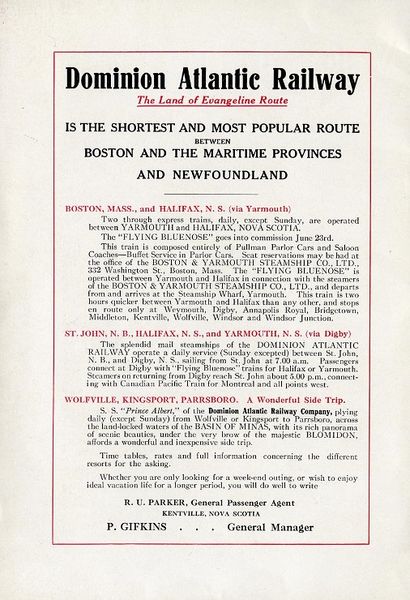 Dominion Atlantic Railway
The Land of Evangeline Route
IS THE SHORTEST AND MOST POPULAR ROUTE
BETWEEN
BOSTON AND THE MARITIME PROVINCES
AND NEWFOUNDLAND
BOSTON, MASS., and HALIFAX, N. S. (via Yarmouth)
Two through express trains, daily, except Sunday, are operated
between YARMOUTH and HALIFAX, NOVA SCOTIA.
The "FLYING BLUENOSE" goes into commission June 23rd.
This train is composed entirely of Pullman Parlor Cars and Saloon
Coaches—Buffet Service in Parlor Cars. Seat reservations may be had at
the office of the BOSTON & YARMOUTH STEAMSHIP CO., LTD.,
332 Washington St., Boston, Mass. The "FLYING BLUENOSE" is
operated between Yarmouth and Halifax in connection with the steamers
of the BOSTON & YARMOUTH STEAMSHIP CO., LTD., and departs
from and arrives at the Steamship Wharf, Yarmouth. This train is two
hours quicker between Yarmouth and Halifax than any other, and stops
en route only at Weymouth, Digby, Annapolis Royal, Bridgetown,
Middleton, Kentville, Wolfville, Windsor and Windsor Junction.
ST. JOHN, N. B., HALIFAX, N. S., and YARMOUTH, N. S. (via Digby)
The splendid mail steamships of the DOMINION ATLANTIC
RAILWAY operate a daily service (Sunday excepted) between St. John,
N. B., and Digby, N. S., sailing from St. John at 7.00 a.m. Passengers
connect at Digby with "Flying Bluenose" trains for Halifax or Yarmouth.
Steamers on returning from Digby reach St. John about 5.00 p.m., connect-
ing with Canadian Pacific Train for Montreal and all points west.
WOLFVILLE, KINGSPORT, PARRSBORO. A Wonderful Side Trip.
S. S. "Prince Albert," of the Dominion Atlantic Railway Company, plying
daily (except Sunday) from Wolfville or Kingsport to Parrsboro, across
the land-locked waters of the BASIN OF MINAS, with its rich panorama
of scenic beauties, under the very brow of the majestic BLOMIDON,
affords a wonderful and inexpensive side trip.
Time tables, rates and full information concerning the different
resorts for the asking.
Whether you are only looking for a week-end outing, or wish to enjoy
ideal vacation life for a longer period, you will do well to write
R. U. PARKER, General Passenger Agent
KENTVILLE, NOVA SCOTIA
P. GIFKINS . . . General Manager